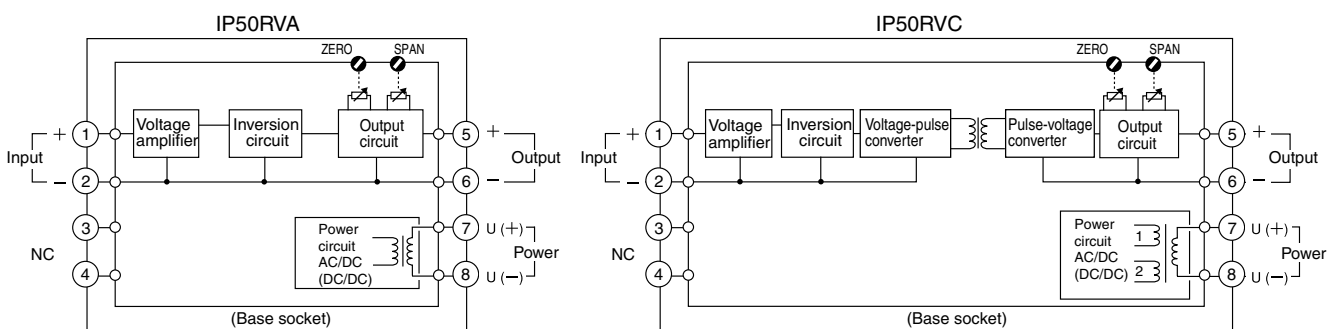 IP50RVA
ZERO SPAN
Voltage
amplifier
Inversion
circuit
Output
circuit
Input
+
−
1
2
3
4
NC
5
6
7
8
+
−
Output
U (+)
U (−)
Power
Power
circuit
AC/DC
(DC/DC)
(Base socket)
IP50RVC
ZERO SPAN
Voltage
amplifier
Inversion
circuit
Voltage-pulse
converter
Pulse-voltage
converter
Output
circuit
Input
+
−
1
2
3
4
NC
5
6
7
8
+
−
Output
U (+)
U (−)
Power
Power
circuit
AC/DC
(DC/DC)
1
2
(Base socket)